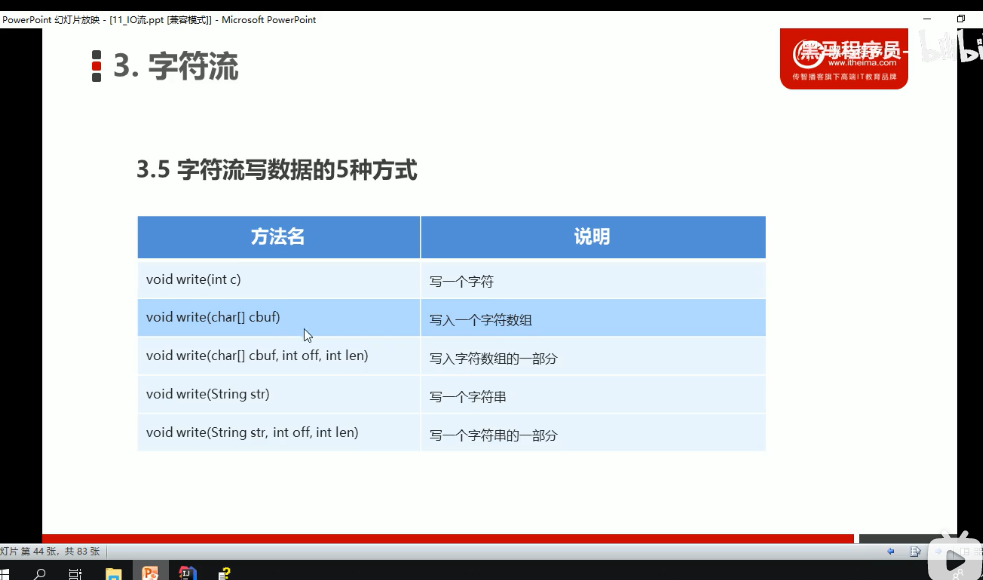 PowerPoint 幻灯片放映 - [11_IO流.ppt [兼容模式]] - Microsoft PowerPoint
3. 字符流
黑马程序员
www.itheima.com
传智播客旗下高端IT教育品牌
3.5 字符流写数据的5种方式
方法名 说明
void write(int c) 写一个字符
void write(char[] cbuf) 写入一个字符数组
void write(char[] cbuf, int off, int len) 写入字符数组的一部分
void write(String str) 写一个字符串
void write(String str, int off, int len) 写一个字符串的一部分
灯片 第 44 张，共 83 张